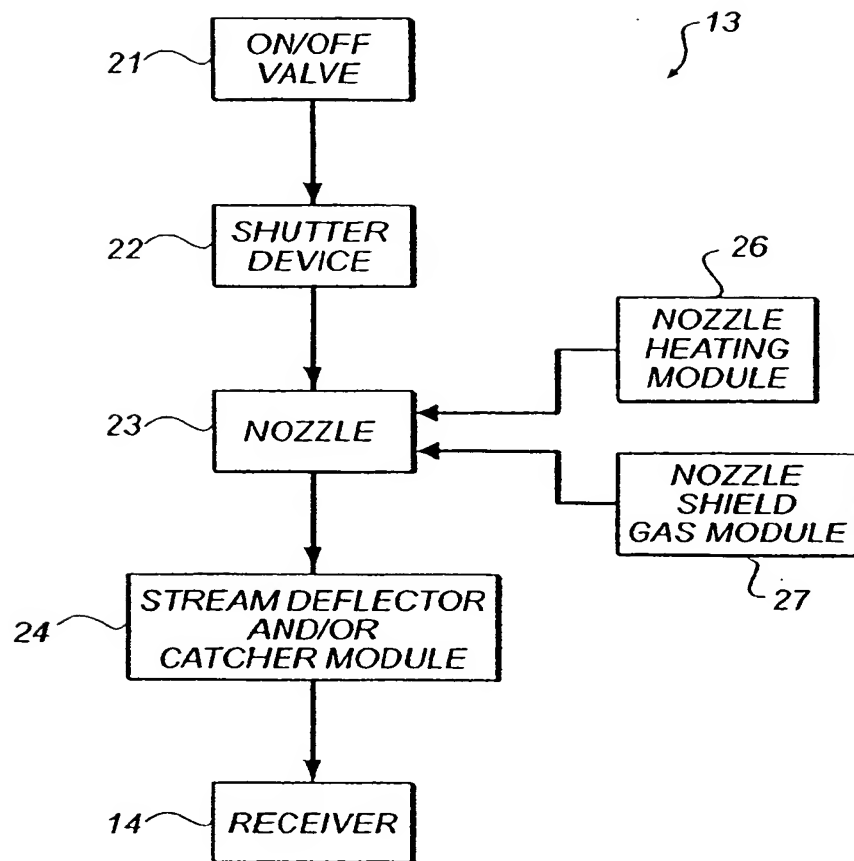 13
21
ON/OFF
VALVE
22
SHUTTER
DEVICE
26
NOZZLE
HEATING
MODULE
23
NOZZLE
NOZZLE
SHIELD
GAS MODULE
27
24
STREAM DEFLECTOR
AND/OR
CATCHER MODULE
14
RECEIVER